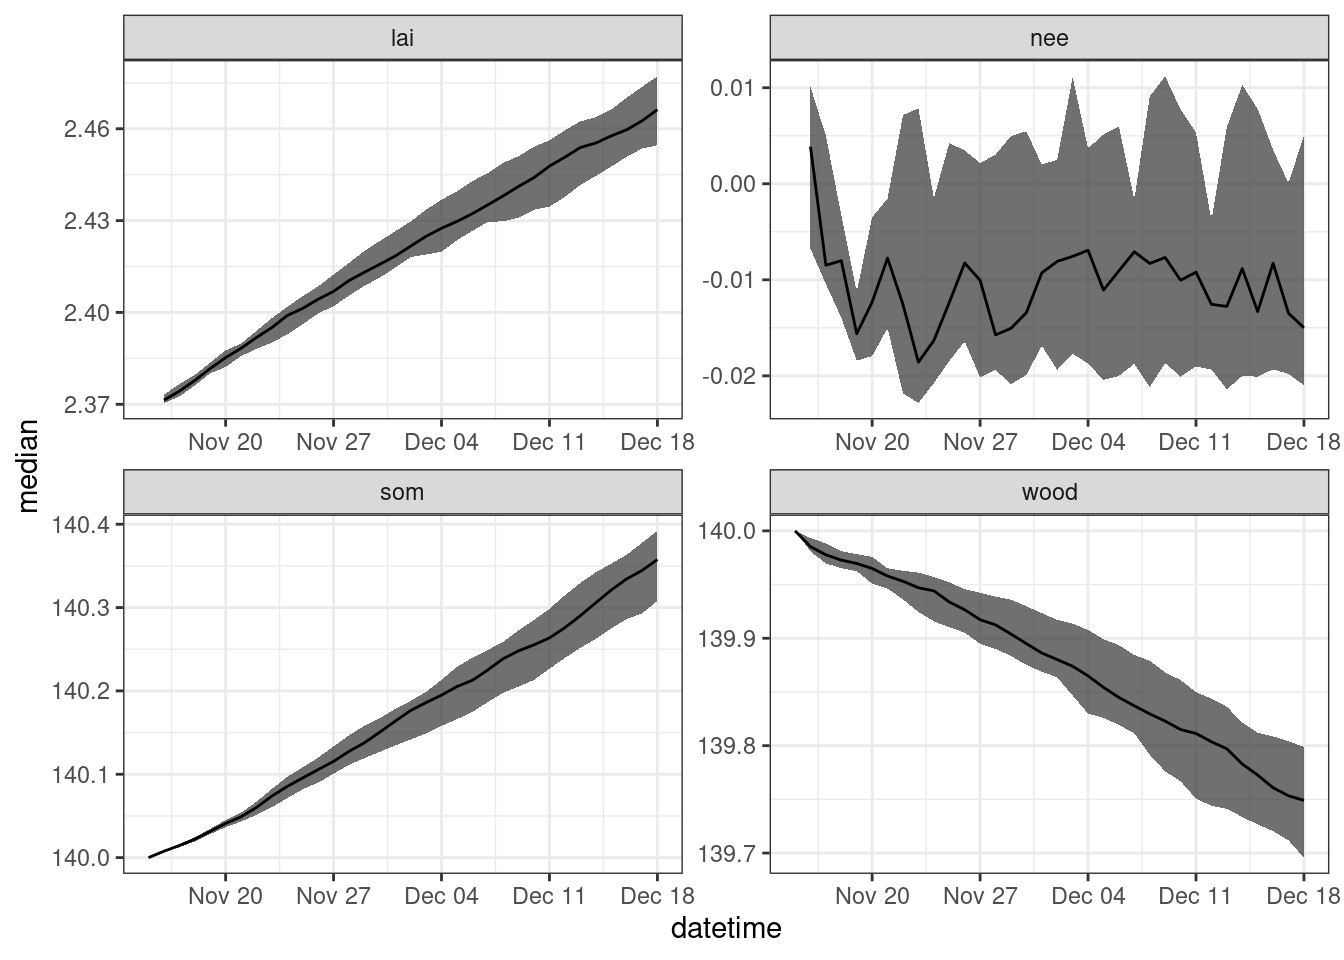 lai
nee
2.46
2.43
2.40
2.37
0.01
0.00
-0.01
-0.02
Nov 20 Nov 27 Dec 04 Dec 11 Dec 18
Nov 20 Nov 27 Dec 04 Dec 11 Dec 18
median
som
wood
140.4
140.3
140.2
140.1
140.0
140.0
139.9
139.8
139.7
Nov 20 Nov 27 Dec 04 Dec 11 Dec 18
Nov 20 Nov 27 Dec 04 Dec 11 Dec 18
datetime